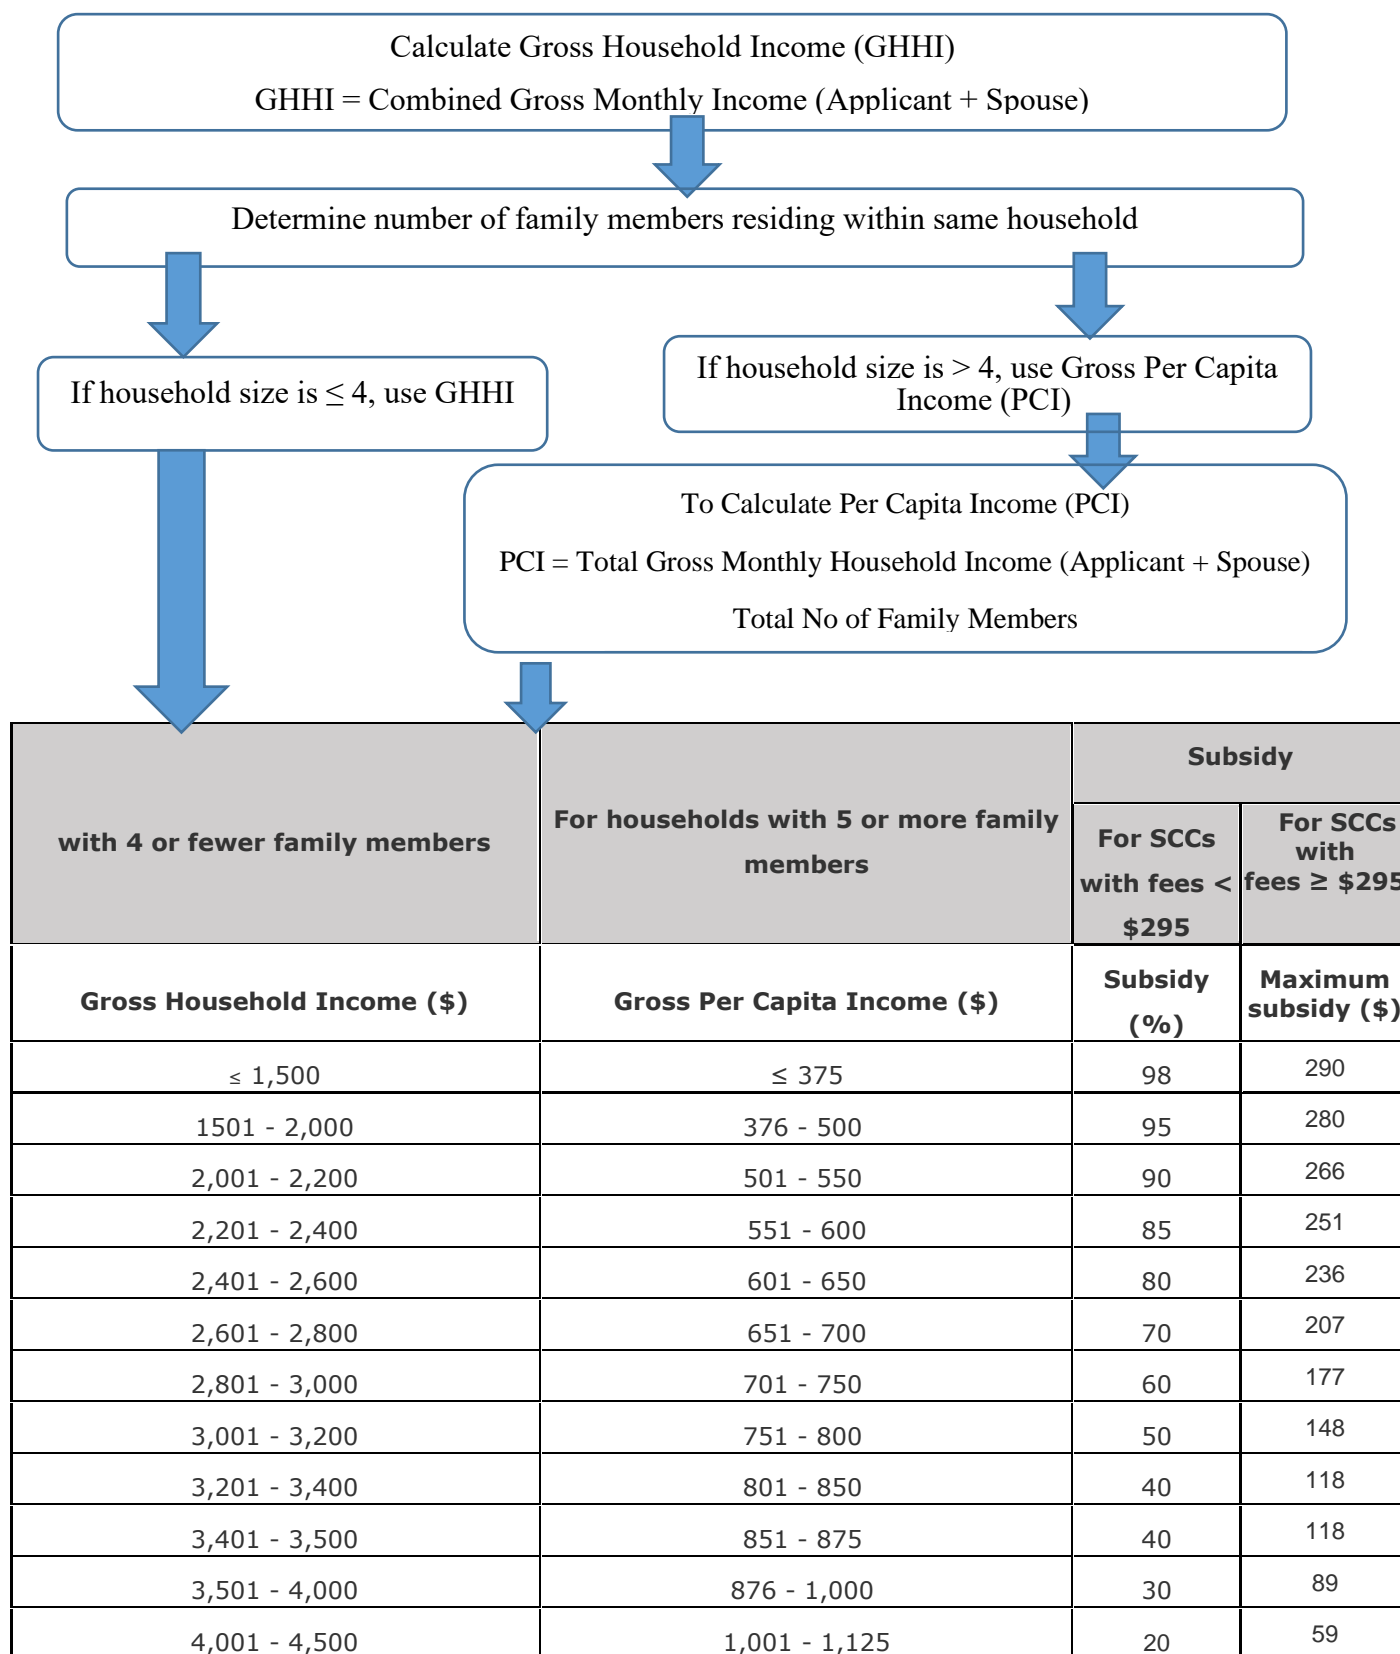 Calculate Gross Household Income (GHHI)
GHHI = Combined Gross Monthly Income (Applicant + Spouse)
Determine number of family members residing within same household
If household size is ≤ 4, use GHHI
If household size is > 4, use Gross Per Capita
Income (PCI)
To Calculate Per Capita Income (PCI)
PCI = Total Gross Monthly Household Income (Applicant + Spouse)
Total No of Family Members
with 4 or fewer family members
For households with 5 or more family
members
Subsidy
For SCCs
with fees <
$295
For SCCs
with
fees ≥ $295
Gross Household Income ($)
Gross Per Capita Income ($)
Subsidy
(%)
Maximum
subsidy ($)
≤ 1,500 ≤ 375 98 290
1501 - 2,000 376 - 500 95 280
2,001 - 2,200 501 - 550 90 266
2,201 - 2,400 551 - 600 85 251
2,401 - 2,600 601 - 650 80 236
2,601 - 2,800 651 - 700 70 207
2,801 - 3,000 701 - 750 60 177
3,001 - 3,200 751 - 800 50 148
3,201 - 3,400 801 - 850 40 118
3,401 - 3,500 851 - 875 40 118
3,501 - 4,000 876 - 1,000 30 89
4,001 - 4,500 1,001 - 1,125 20 59